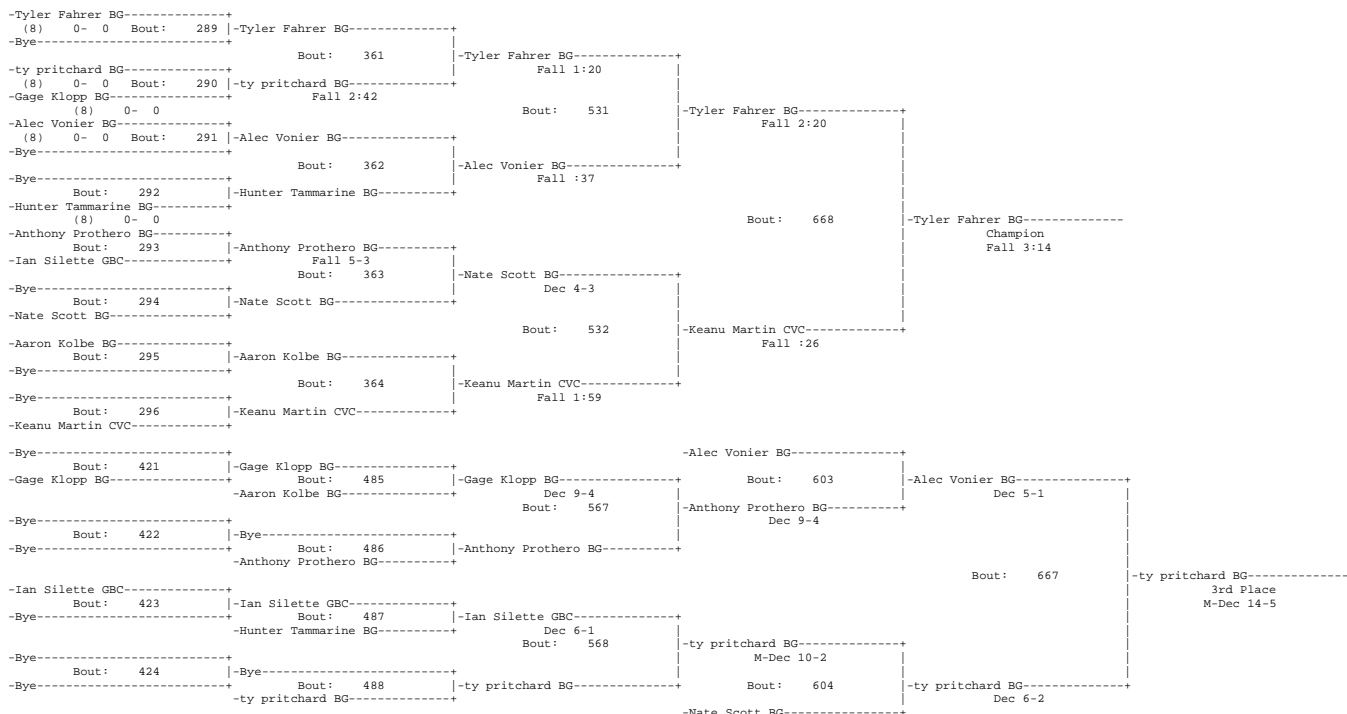 -Tyler Fahrer BG--------------+
(8) 0- 0 Bout: 289 |-Tyler Fahrer BG--------------+
-Bye--------------------------+ |
Bout: 361 |-Tyler Fahrer BG--------------+
-ty pritchard BG--------------+ | Fall 1:20 |
(8) 0- 0 Bout: 290 |-ty pritchard BG--------------+ |
-Gage Klopp BG----------------+ Fall 2:42 |
(8) 0- 0 Bout: 531 |-Tyler Fahrer BG--------------+
-Alec Vonier BG---------------+ | Fall 2:20 |
(8) 0- 0 Bout: 291 |-Alec Vonier BG---------------+ | |
-Bye--------------------------+ | | |
Bout: 362 |-Alec Vonier BG---------------+ |
-Bye--------------------------+ | Fall :37 |
Bout: 292 |-Hunter Tammarine BG----------+ |
-Hunter Tammarine BG----------+ |
(8) 0- 0 Bout: 668 |-Tyler Fahrer BG-------------
-Anthony Prothero BG----------+ | Champion
Bout: 293 |-Anthony Prothero BG----------+ | Fall 3:14
-Ian Silette GBC--------------+ Fall 5-3 | |
Bout: 363 |-Nate Scott BG----------------+ |
-Bye--------------------------+ | Dec 4-3 | |
Bout: 294 |-Nate Scott BG----------------+ | |
-Nate Scott BG----------------+ | |
Bout: 532 |-Keanu Martin CVC-------------+
-Aaron Kolbe BG---------------+ | Fall :26
Bout: 295 |-Aaron Kolbe BG---------------+ |
-Bye--------------------------+ | |
Bout: 364 |-Keanu Martin CVC-------------+
-Bye--------------------------+ | Fall 1:59
Bout: 296 |-Keanu Martin CVC-------------+
-Keanu Martin CVC-------------+
-Bye--------------------------+ -Alec Vonier BG---------------+
Bout: 421 |-Gage Klopp BG----------------+ |
-Gage Klopp BG----------------+ Bout: 485 |-Gage Klopp BG----------------+ Bout: 603 |-Alec Vonier BG---------------+
-Aaron Kolbe BG---------------+ Dec 9-4 | | Dec 5-1 |
Bout: 567 |-Anthony Prothero BG----------+ |
-Bye--------------------------+ | Dec 9-4 |
Bout: 422 |-Bye--------------------------+ | |
-Bye--------------------------+ Bout: 486 |-Anthony Prothero BG----------+ |
-Anthony Prothero BG----------+ |
Bout: 667 |-ty pritchard BG--------------
-Ian Silette GBC--------------+ | 3rd Place
Bout: 423 |-Ian Silette GBC--------------+ | M-Dec 14-5
-Bye--------------------------+ Bout: 487 |-Ian Silette GBC--------------+ |
-Hunter Tammarine BG----------+ Dec 6-1 | |
Bout: 568 |-ty pritchard BG--------------+ |
-Bye--------------------------+ | M-Dec 10-2 | |
Bout: 424 |-Bye--------------------------+ | | |
-Bye--------------------------+ Bout: 488 |-ty pritchard BG--------------+ Bout: 604 |-ty pritchard BG--------------+
-ty pritchard BG--------------+ | Dec 6-2
-Nate Scott BG----------------+